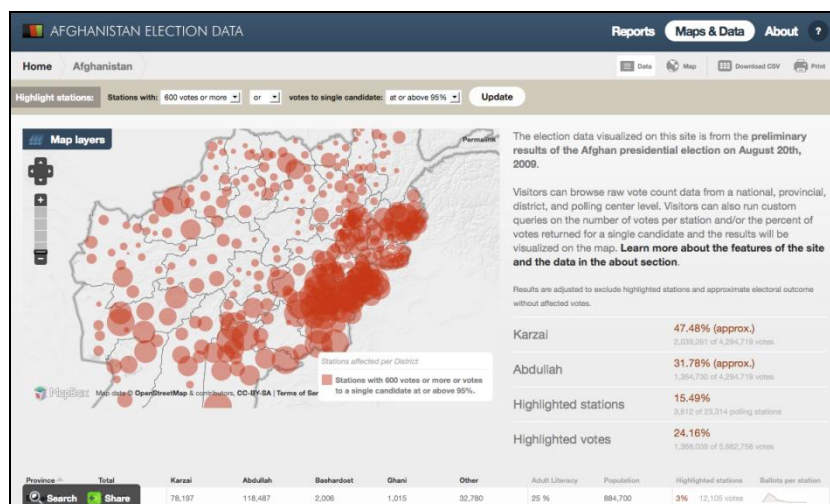 AFGHANISTAN ELECTION DATA
Reports Maps & Data About ?
Home Afghanistan
Data Map Download CSV Print
Highlight stations: Stations with: 600 votes or more or votes to single candidate: at or above 95% Update
Map layers
Permalink
The election data visualized on this site is from the preliminary
results of the Afghan presidential election on August 20th,
2009.
Visitors can browse raw vote count data from a national, provincial,
district, and polling center level. Visitors can also run custom
queries on the number of votes per station and/or the percent of
votes returned for a single candidate and the results will be
visualized on the map. Learn more about the features of the site
and the data in the about section.
Results are adjusted to exclude highlighted stations and approximate electoral outcome
without affected votes.
Karzai 47.48% (approx.)
2,039,261 of 4,294,718 votes
Abdullah 31.78% (approx.)
1,364,730 of 4,294,718 votes
Highlighted stations 15.49%
3,612 of 23,314 polling stations
Highlighted votes 24.16%
1,368,039 of 5,662,758 votes
Stations affected per District
Stations with 600 votes or more or votes
to a single candidate at or above 95%.
MapBox Map data © OpenStreetMap & contributors, CC-BY-SA | Terms of Ser
Province Total Karzai Abdullah Bashardost Ghani Other Adult Literacy Population Highlighted stations Ballots per station
Search Share 78,197 118,487 2,006 1,015 32,780 25 % 884,700 3% 12,105 votes